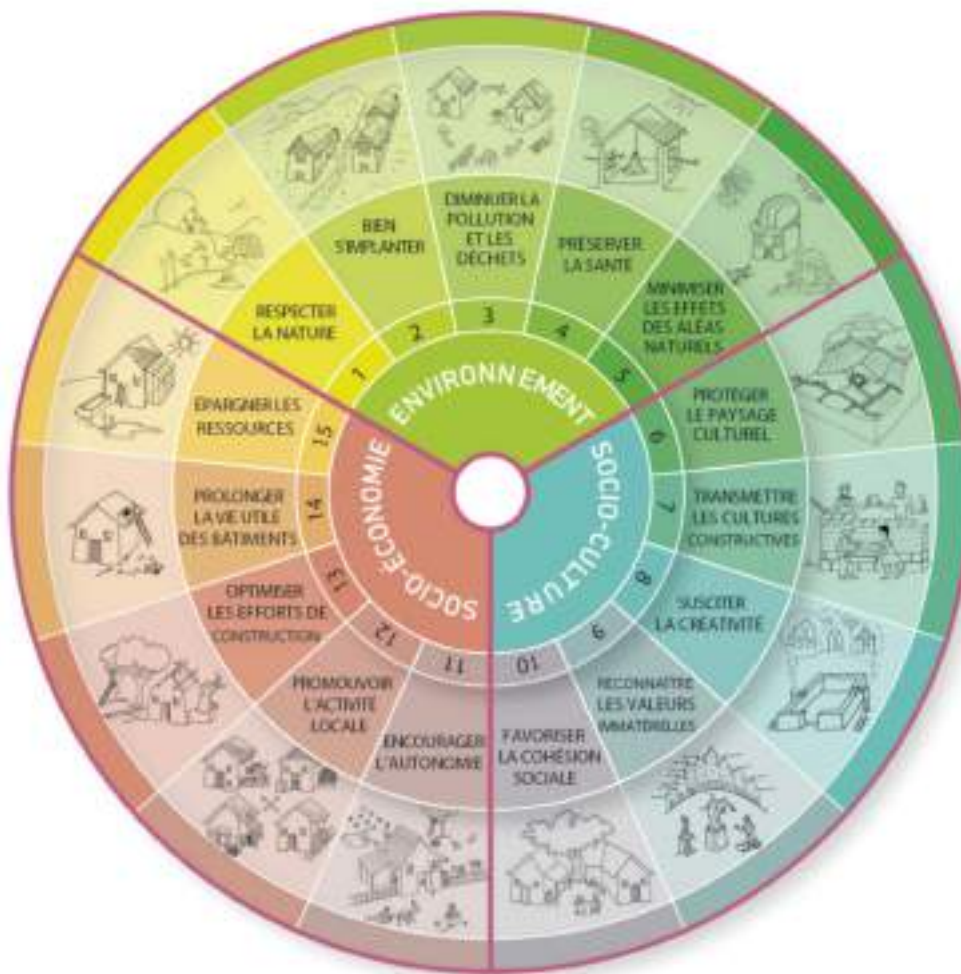 ENVIRONNEMENT
1
RESPECTER
LA NATURE
2
BIEN
S'IMPLANTER
3
DIMINUER LA
POLLUTION
ET LES
DÉCHETS
4
PRÉSERVER
LA SANTÉ
5
MINIMISER
LES EFFETS
DES ALÉAS
NATURELS
SOCIO-CULTURE
6
PROTÉGER
LE PAYSAGE
CULTUREL
7
TRANSMETTRE
LES CULTURES
CONSTRUCTIVES
8
SUSCITER
LA CRÉATIVITÉ
9
RECONNAÎTRE
LES VALEURS
IMMATÉRIELLES
10
FAVORISER
LA COHÉSION
SOCIALE
SOCIO-ÉCONOMIE
11
ENCOURAGER
L'AUTONOMIE
12
PROMOUVOIR
L'ACTIVITÉ
LOCALE
13
OPTIMISER
LES EFFORTS DE
CONSTRUCTION
14
PROLONGER
LA VIE UTILE
DES BÂTIMENTS
15
ÉPARGNER LES
RESSOURCES